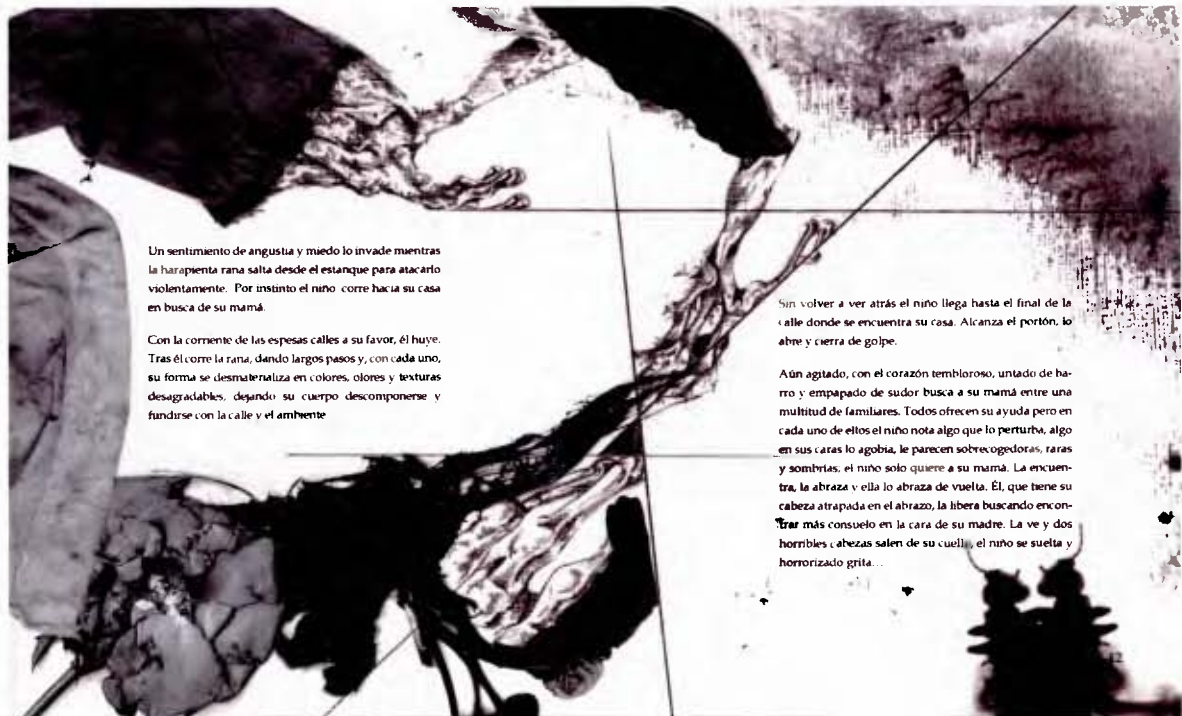 Un sentimiento de angustia y miedo lo invade mientras
la harapienta rana salta desde el estanque para atacarlo
violentamente. Por instinto el niño corre hacia su casa
en busca de su mamá.
Con la corriente de las espesas calles a su favor, él huye.
Tras él corre la rana, dando largos pasos y, con cada uno,
su forma se desmaterializa en colores, olores y texturas
desagradables, dejando su cuerpo descomponerse y
fundirse con la calle y el ambiente
Sin volver a ver atrás el niño llega hasta el final de la
calle donde se encuentra su casa. Alcanza el portón, lo
abre y cierra de golpe.
Aún agitado, con el corazón tembloroso, untado de ba-
rro y empapado de sudor busca a su mamá entre una
multitud de familiares. Todos ofrecen su ayuda pero en
cada uno de ellos el niño nota algo que lo perturba, algo
en sus caras lo agobia, le parecen sobrecogedoras, raras
y sombrías, el niño solo quiere a su mamá. La encuen-
tra, la abraza y ella lo abraza de vuelta. Él, que tiene su
cabeza atrapada en el abrazo, la libera buscando encon-
trar más consuelo en la cara de su madre. La ve y dos
horribles cabezas salen de su cuello, el niño se suelta y
horrorizado grita...
12